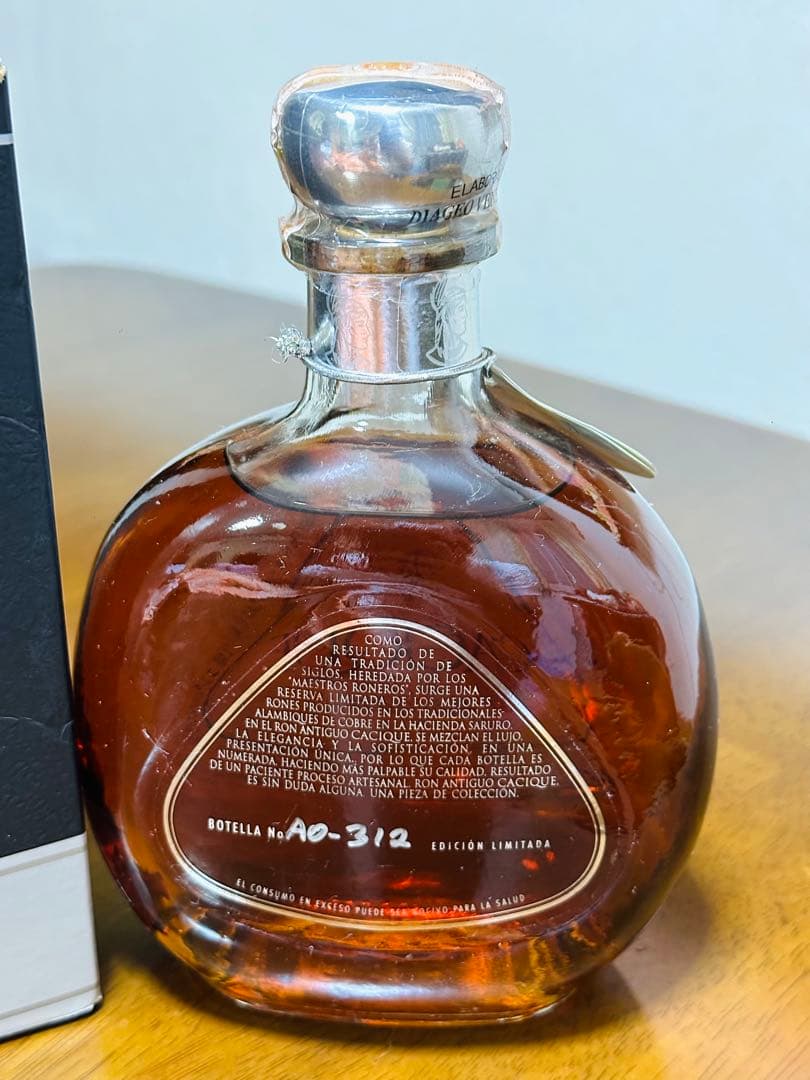 ELABOR
DIAGEO VEN
COMO
RESULTADO DE
UNA TRADICIÓN DE
SIGLOS, HEREDADA POR LOS
"MAESTROS RONEROS", SURGE UNA
RESERVA LIMITADA DE LOS MEJORES
RONES PRODUCIDOS EN LOS TRADICIONALES
ALAMBIQUES DE COBRE EN LA HACIENDA SARURO.
EN EL RON ANTIGUO CACIQUE, SE MEZCLAN EL LUJO,
LA ELEGANCIA Y LA SOFISTICACIÓN, EN UNA
PRESENTACIÓN ÚNICA, POR LO QUE CADA BOTELLA ES
NUMERADA, HACIENDO MÁS PALPABLE SU CALIDAD. RESULTADO
DE UN PACIENTE PROCESO ARTESANAL, RON ANTIGUO CACIQUE,
ES SIN DUDA ALGUNA, UNA PIEZA DE COLECCIÓN.
BOTELLA No AO-312 EDICIÓN LIMITADA
EL CONSUMO EN EXCESO PUEDE SER NOCIVO PARA LA SALUD